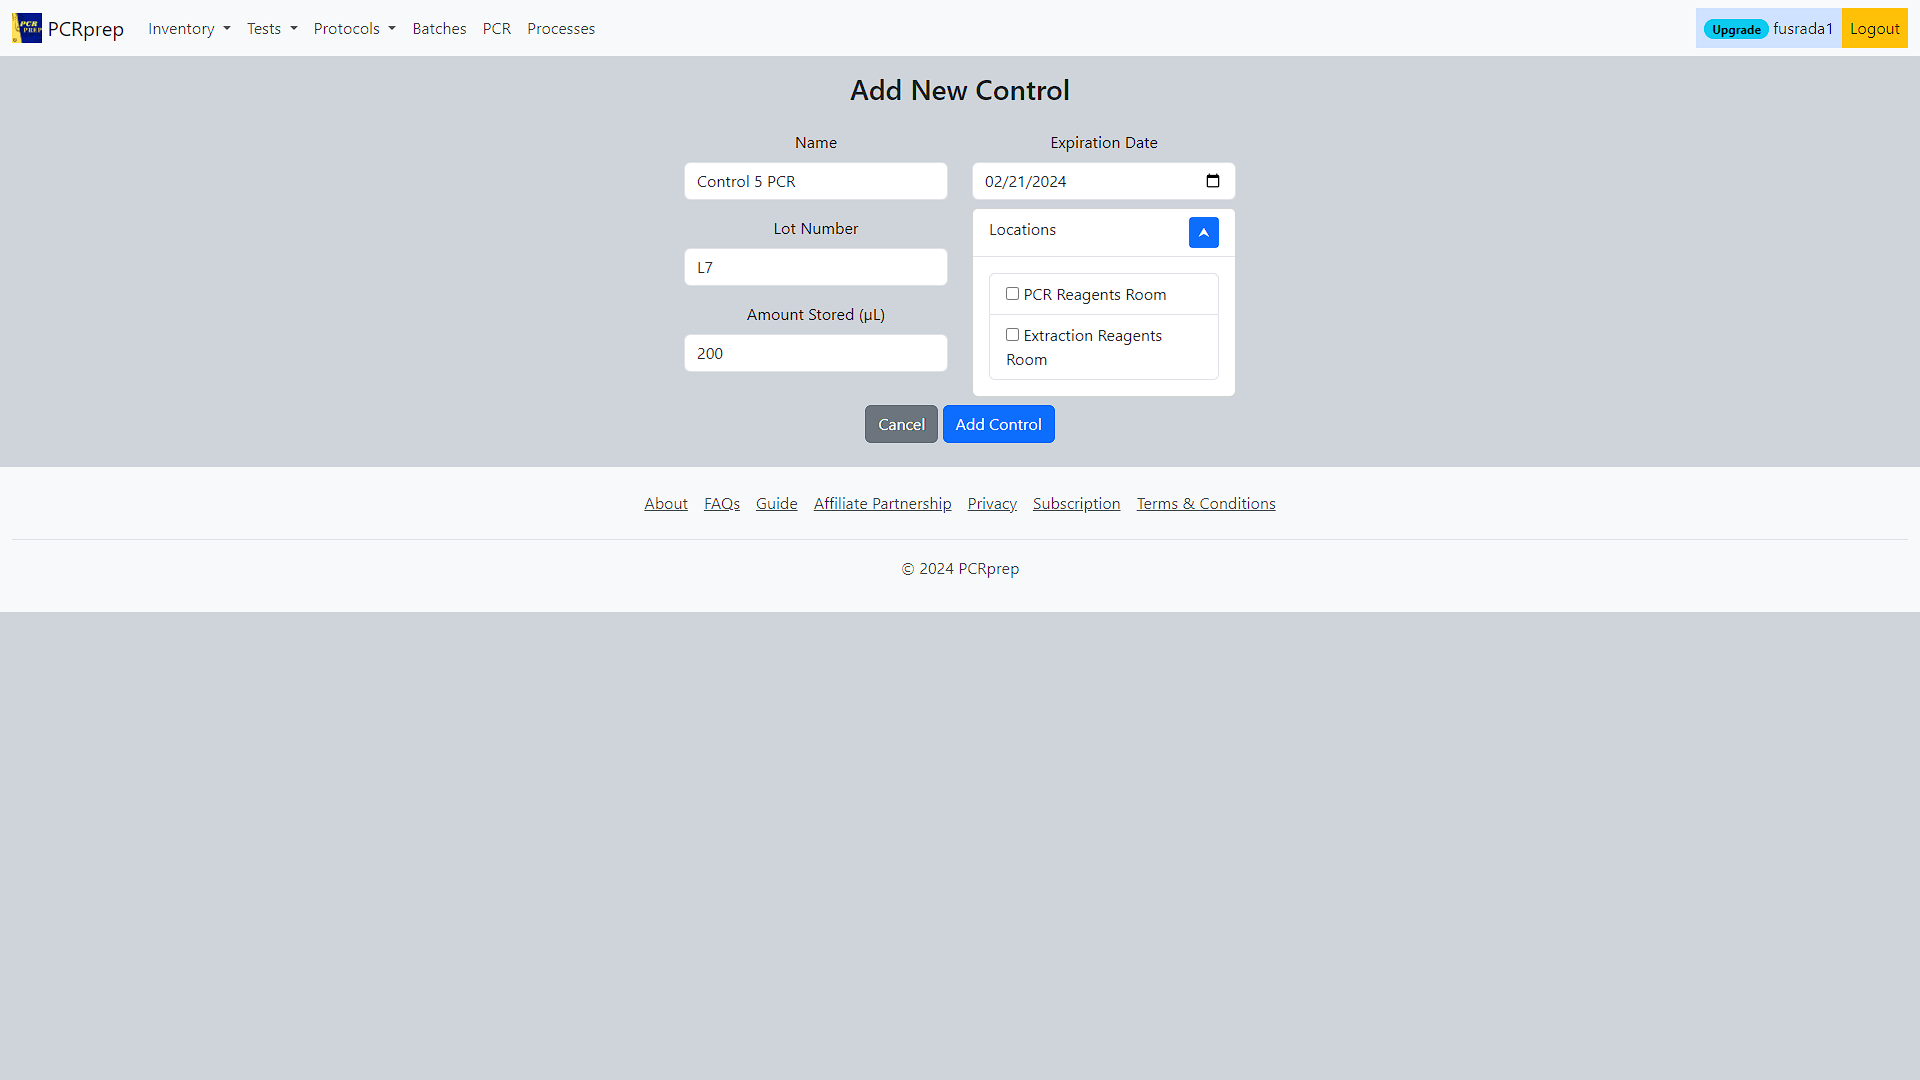 PCR PREP PCRprep Inventory Tests Protocols Batches PCR Processes Upgrade fusrada1 Logout
Add New Control
Name
Control 5 PCR
Lot Number
L7
Amount Stored (µL)
200
Expiration Date
02/21/2024
Locations
PCR Reagents Room
Extraction Reagents
Room
Cancel Add Control
About FAQs Guide Affiliate Partnership Privacy Subscription Terms & Conditions
© 2024 PCRprep